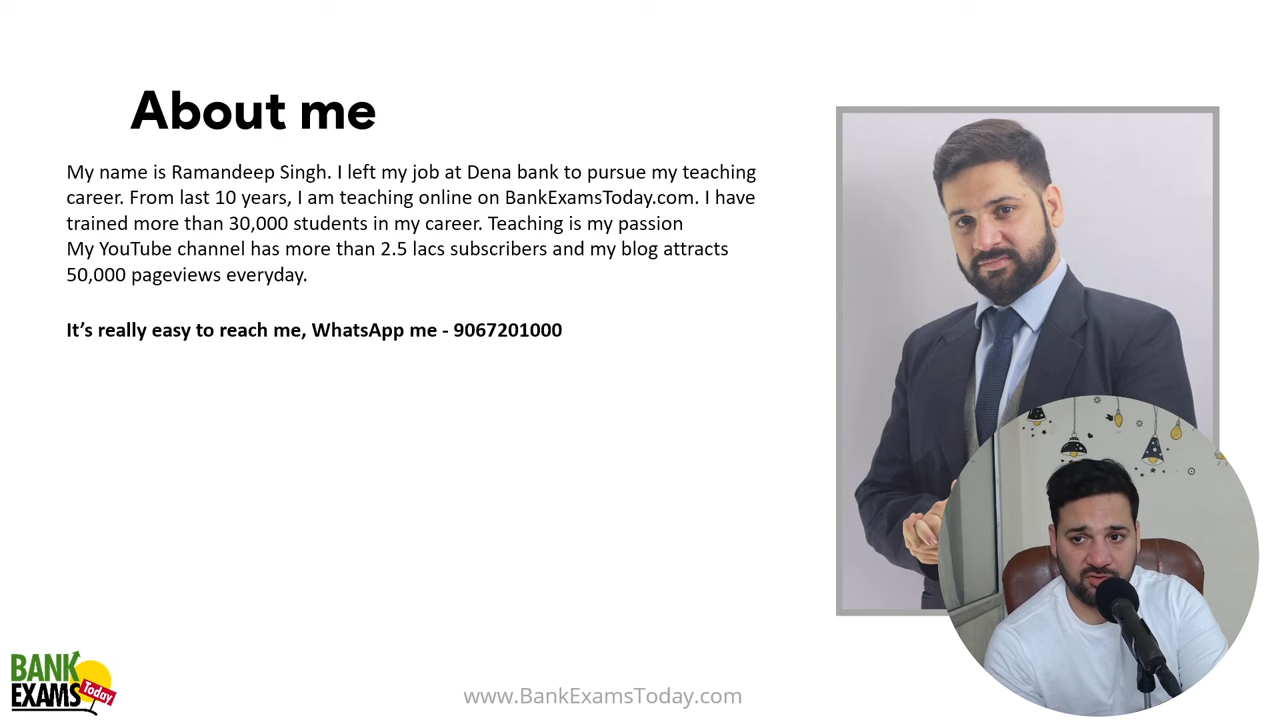 About me
My name is Ramandeep Singh. I left my job at Dena bank to pursue my teaching
career. From last 10 years, I am teaching online on BankExamsToday.com. I have
trained more than 30,000 students in my career. Teaching is my passion
My YouTube channel has more than 2.5 lacs subscribers and my blog attracts
50,000 pageviews everyday.
It’s really easy to reach me, WhatsApp me - 9067201000
BANK
EXAMS
Today
www.BankExamsToday.com